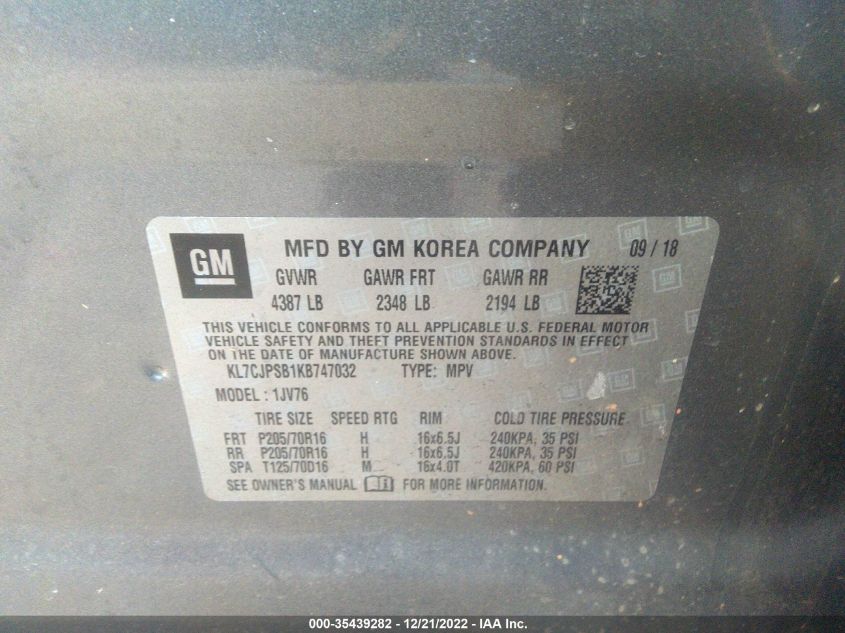 GM MFD BY GM KOREA COMPANY 09 / 18
GVWR GAWR FRT GAWR RR
4387 LB 2348 LB 2194 LB
THIS VEHICLE CONFORMS TO ALL APPLICABLE U.S. FEDERAL MOTOR
VEHICLE SAFETY AND THEFT PREVENTION STANDARDS IN EFFECT
ON THE DATE OF MANUFACTURE SHOWN ABOVE.
KL7CJPSB1KB747032 TYPE: MPV
MODEL : 1JV76
TIRE SIZE SPEED RTG RIM COLD TIRE PRESSURE
FRT P205/70R16 H 16x6.5J 240KPA, 35 PSI
RR P205/70R16 H 16x6.5J 240KPA, 35 PSI
SPA T125/70D16 M 16x4.0T 420KPA, 60 PSI
SEE OWNER'S MANUAL FOR MORE INFORMATION.
000-35439282 - 12/21/2022 - IAA Inc.